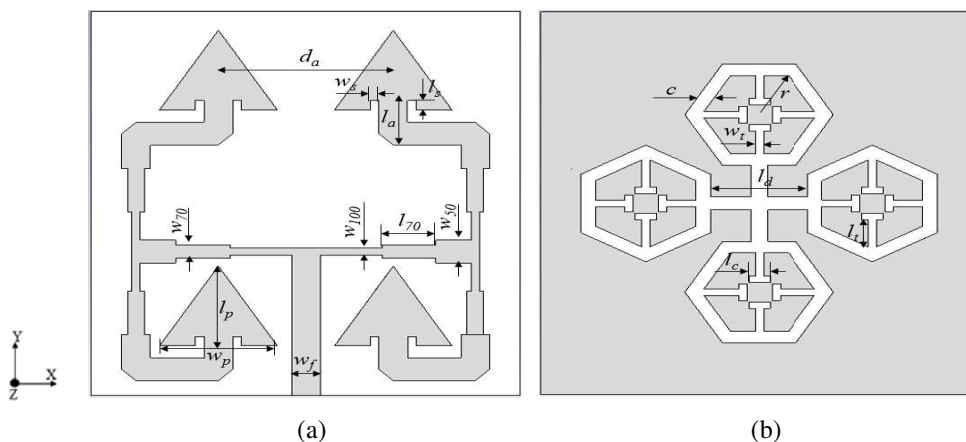 d_a
w_s
l_s
l_a
w_70
w_100
l_70
w_50
l_p
w_p
w_f
Y
X
Z
(a)
c
r
w_t
l_d
l_t
l_c
(b)